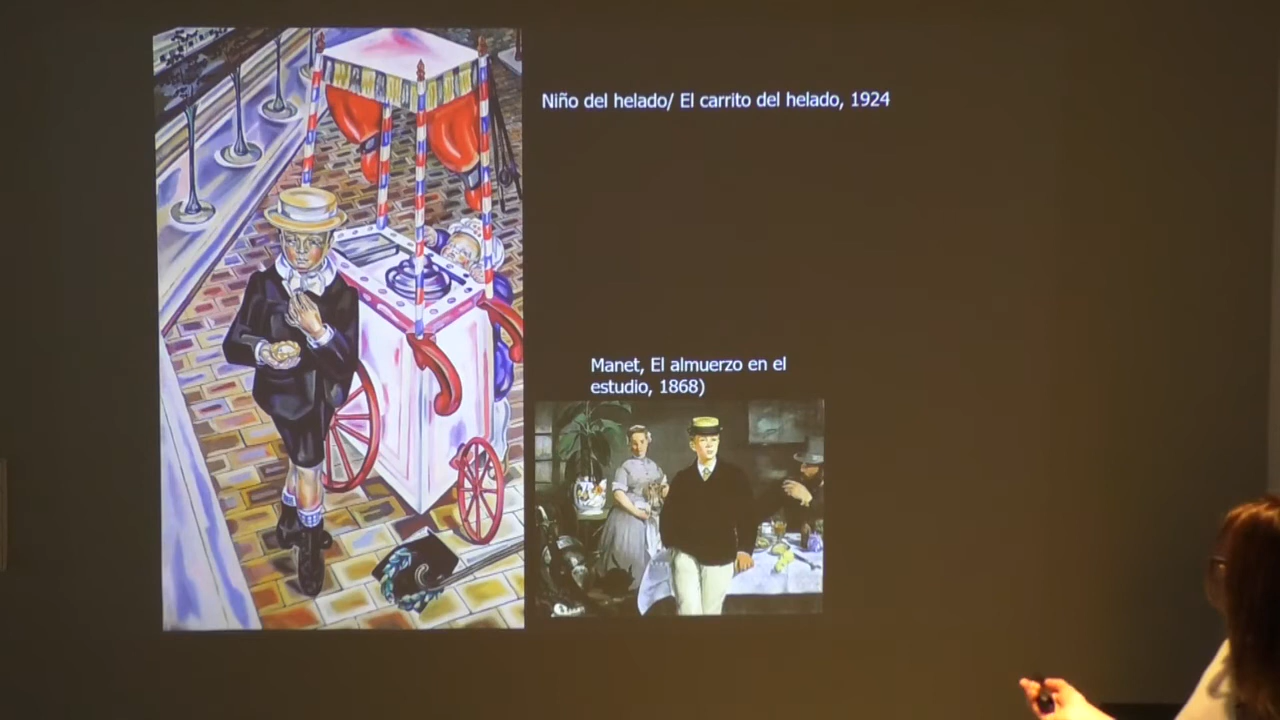 Niño del helado/ El carrito del helado, 1924
Manet, El almuerzo en el
estudio, 1868)